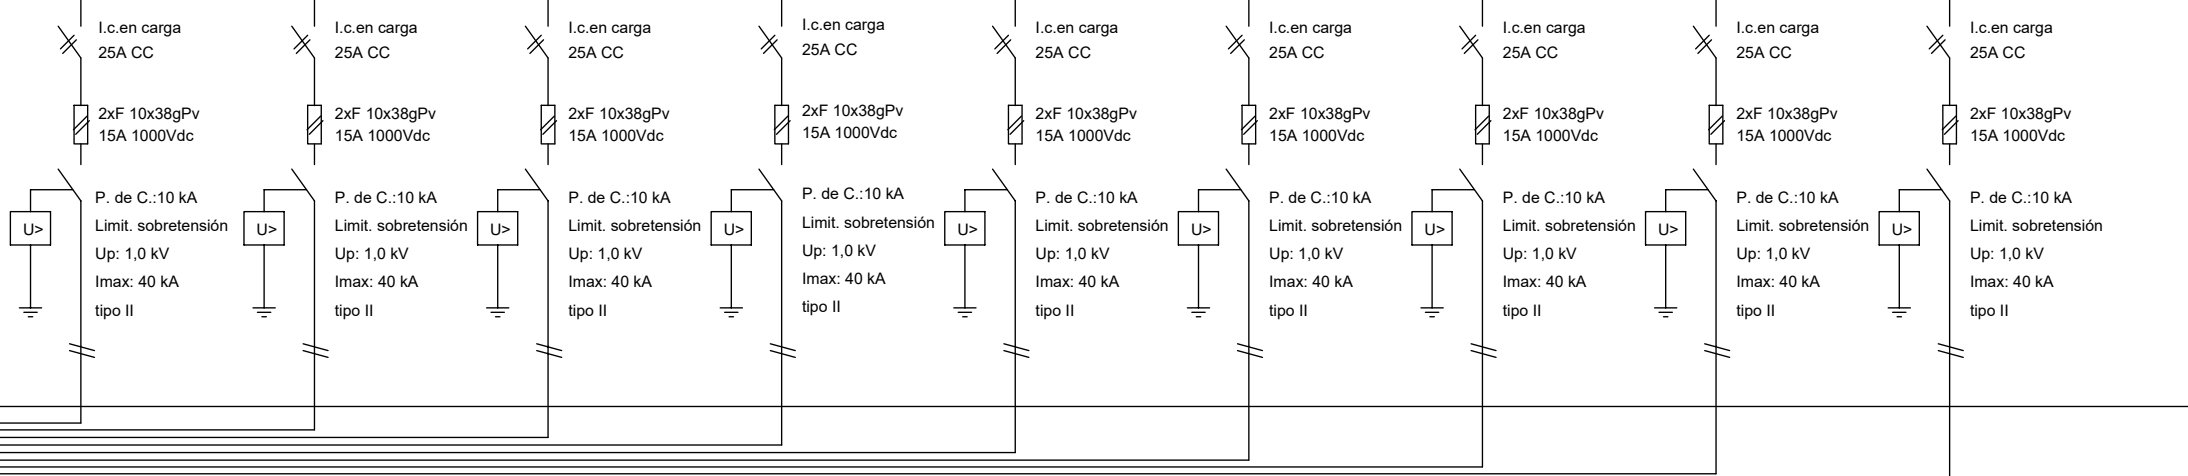 I.c.en carga
25A CC
2xF 10x38gPv
15A 1000Vdc
U>
P. de C.:10 kA
Limit. sobretensión
Up: 1,0 kV
Imax: 40 kA
tipo II
I.c.en carga
25A CC
2xF 10x38gPv
15A 1000Vdc
U>
P. de C.:10 kA
Limit. sobretensión
Up: 1,0 kV
Imax: 40 kA
tipo II
I.c.en carga
25A CC
2xF 10x38gPv
15A 1000Vdc
U>
P. de C.:10 kA
Limit. sobretensión
Up: 1,0 kV
Imax: 40 kA
tipo II
I.c.en carga
25A CC
2xF 10x38gPv
15A 1000Vdc
U>
P. de C.:10 kA
Limit. sobretensión
Up: 1,0 kV
Imax: 40 kA
tipo II
I.c.en carga
25A CC
2xF 10x38gPv
15A 1000Vdc
U>
P. de C.:10 kA
Limit. sobretensión
Up: 1,0 kV
Imax: 40 kA
tipo II
I.c.en carga
25A CC
2xF 10x38gPv
15A 1000Vdc
U>
P. de C.:10 kA
Limit. sobretensión
Up: 1,0 kV
Imax: 40 kA
tipo II
I.c.en carga
25A CC
2xF 10x38gPv
15A 1000Vdc
U>
P. de C.:10 kA
Limit. sobretensión
Up: 1,0 kV
Imax: 40 kA
tipo II
I.c.en carga
25A CC
2xF 10x38gPv
15A 1000Vdc
U>
P. de C.:10 kA
Limit. sobretensión
Up: 1,0 kV
Imax: 40 kA
tipo II
I.c.en carga
25A CC
2xF 10x38gPv
15A 1000Vdc
U>
P. de C.:10 kA
Limit. sobretensión
Up: 1,0 kV
Imax: 40 kA
tipo II